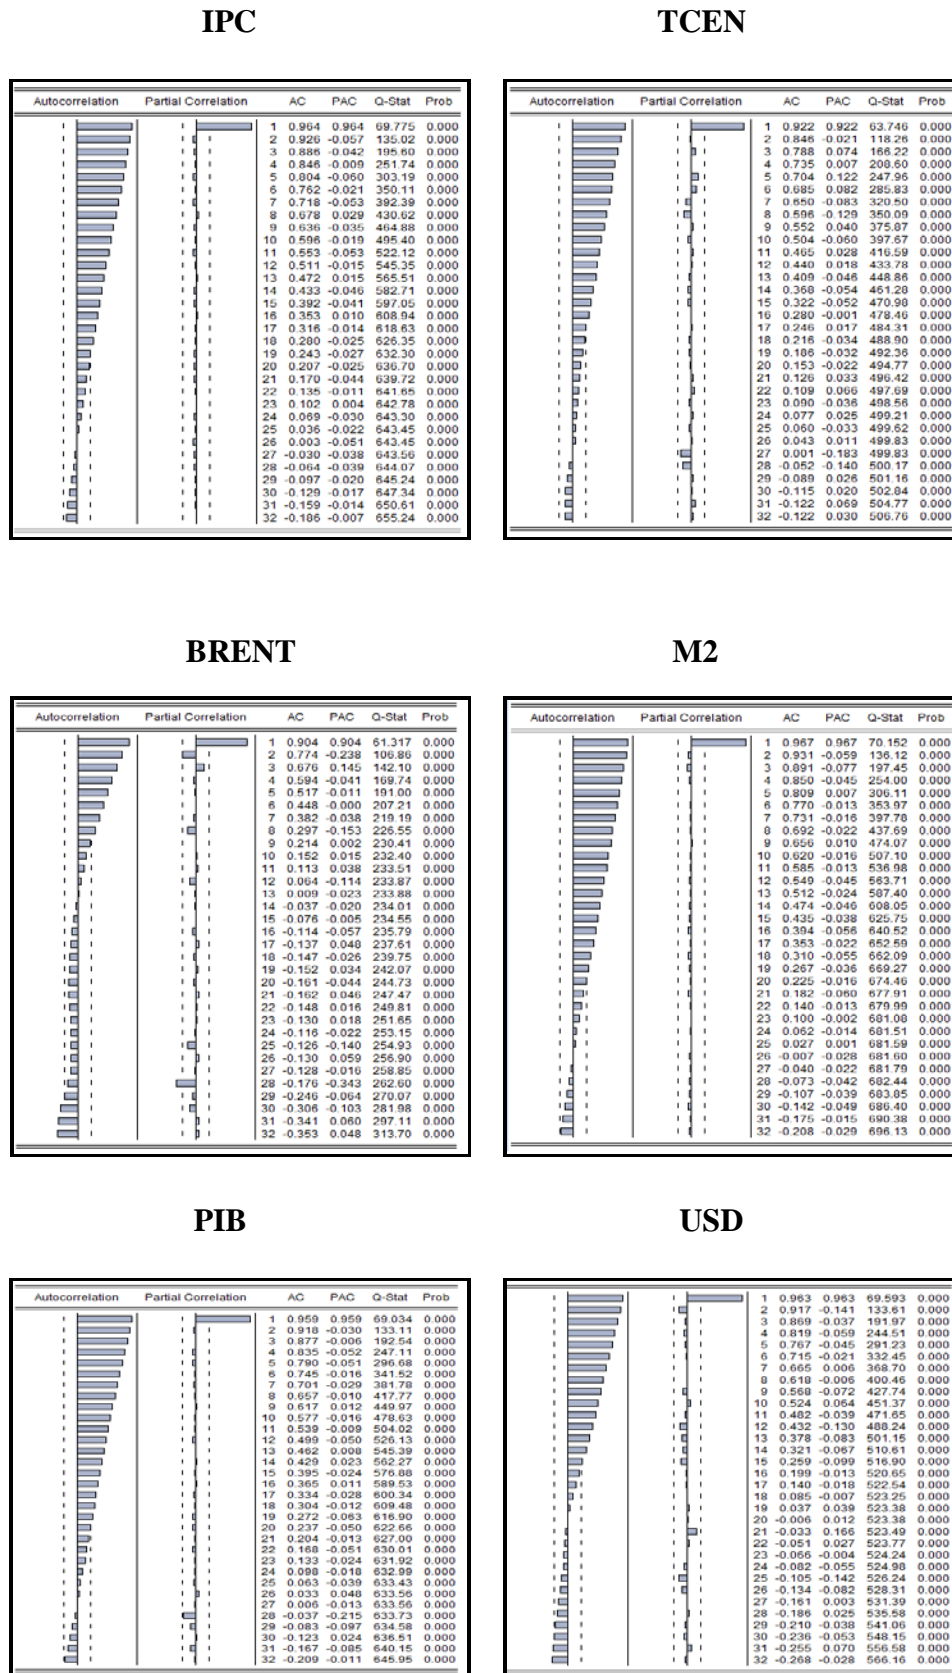 IPC
Autocorrelation Partial Correlation AC PAC Q-Stat Prob
1 0.964 0.964 69.775 0.000
2 0.926 -0.057 135.02 0.000
3 0.886 -0.042 195.60 0.000
4 0.846 -0.009 251.74 0.000
5 0.804 -0.060 303.19 0.000
6 0.762 -0.021 350.11 0.000
7 0.718 -0.053 392.39 0.000
8 0.678 0.029 430.62 0.000
9 0.636 -0.035 464.88 0.000
10 0.596 -0.019 495.40 0.000
11 0.553 -0.053 522.12 0.000
12 0.511 -0.015 545.35 0.000
13 0.472 0.015 565.51 0.000
14 0.433 -0.046 582.71 0.000
15 0.392 -0.041 597.05 0.000
16 0.353 0.010 608.94 0.000
17 0.316 -0.014 618.63 0.000
18 0.280 -0.025 626.35 0.000
19 0.243 -0.027 632.30 0.000
20 0.207 -0.025 636.70 0.000
21 0.170 -0.044 639.72 0.000
22 0.135 -0.011 641.65 0.000
23 0.102 0.004 642.78 0.000
24 0.069 -0.030 643.30 0.000
25 0.036 -0.022 643.45 0.000
26 0.003 -0.051 643.45 0.000
27 -0.030 -0.038 643.56 0.000
28 -0.064 -0.039 644.07 0.000
29 -0.097 -0.020 645.24 0.000
30 -0.129 -0.017 647.34 0.000
31 -0.159 -0.014 650.61 0.000
32 -0.186 -0.007 655.24 0.000
TCEN
Autocorrelation Partial Correlation AC PAC Q-Stat Prob
1 0.922 0.922 63.746 0.000
2 0.846 -0.021 118.26 0.000
3 0.788 0.074 166.22 0.000
4 0.735 0.007 208.60 0.000
5 0.704 0.122 247.96 0.000
6 0.685 0.082 285.83 0.000
7 0.650 -0.083 320.50 0.000
8 0.596 -0.129 350.09 0.000
9 0.552 0.040 375.87 0.000
10 0.504 -0.060 397.67 0.000
11 0.465 0.028 416.59 0.000
12 0.440 0.018 433.78 0.000
13 0.409 -0.046 448.86 0.000
14 0.368 -0.054 461.28 0.000
15 0.322 -0.052 470.98 0.000
16 0.280 -0.001 478.46 0.000
17 0.246 0.017 484.31 0.000
18 0.216 -0.034 488.90 0.000
19 0.186 -0.032 492.36 0.000
20 0.153 -0.022 494.77 0.000
21 0.126 0.033 496.42 0.000
22 0.109 0.066 497.69 0.000
23 0.090 -0.036 498.56 0.000
24 0.077 0.025 499.21 0.000
25 0.060 -0.033 499.62 0.000
26 0.043 0.011 499.83 0.000
27 0.001 -0.183 499.83 0.000
28 -0.052 -0.140 500.17 0.000
29 -0.089 0.026 501.16 0.000
30 -0.115 0.020 502.84 0.000
31 -0.122 0.069 504.77 0.000
32 -0.122 0.030 506.76 0.000
BRENT
Autocorrelation Partial Correlation AC PAC Q-Stat Prob
1 0.904 0.904 61.317 0.000
2 0.774 -0.238 106.86 0.000
3 0.676 0.145 142.10 0.000
4 0.594 -0.041 169.74 0.000
5 0.517 -0.011 191.00 0.000
6 0.448 -0.000 207.21 0.000
7 0.382 -0.038 219.19 0.000
8 0.297 -0.153 226.55 0.000
9 0.214 0.002 230.41 0.000
10 0.152 0.015 232.40 0.000
11 0.113 0.038 233.51 0.000
12 0.064 -0.114 233.87 0.000
13 0.009 -0.023 233.88 0.000
14 -0.037 -0.020 234.01 0.000
15 -0.076 -0.005 234.55 0.000
16 -0.114 -0.057 235.79 0.000
17 -0.137 0.048 237.61 0.000
18 -0.147 -0.026 239.75 0.000
19 -0.152 0.034 242.07 0.000
20 -0.161 -0.044 244.73 0.000
21 -0.162 0.046 247.47 0.000
22 -0.148 0.016 249.81 0.000
23 -0.130 0.018 251.65 0.000
24 -0.116 -0.022 253.15 0.000
25 -0.126 -0.140 254.93 0.000
26 -0.130 0.059 256.90 0.000
27 -0.128 -0.016 258.85 0.000
28 -0.176 -0.343 262.60 0.000
29 -0.246 -0.064 270.07 0.000
30 -0.306 -0.103 281.98 0.000
31 -0.341 0.060 297.11 0.000
32 -0.353 0.048 313.70 0.000
M2
Autocorrelation Partial Correlation AC PAC Q-Stat Prob
1 0.967 0.967 70.152 0.000
2 0.931 -0.059 136.12 0.000
3 0.891 -0.077 197.45 0.000
4 0.850 -0.045 254.00 0.000
5 0.809 0.007 306.11 0.000
6 0.770 -0.013 353.97 0.000
7 0.731 -0.016 397.78 0.000
8 0.692 -0.022 437.69 0.000
9 0.656 0.010 474.07 0.000
10 0.620 -0.016 507.10 0.000
11 0.585 -0.013 536.98 0.000
12 0.549 -0.045 563.71 0.000
13 0.512 -0.024 587.40 0.000
14 0.474 -0.046 608.05 0.000
15 0.435 -0.038 625.75 0.000
16 0.394 -0.056 640.52 0.000
17 0.353 -0.022 652.59 0.000
18 0.310 -0.055 662.09 0.000
19 0.267 -0.036 669.27 0.000
20 0.225 -0.016 674.46 0.000
21 0.182 -0.060 677.91 0.000
22 0.140 -0.013 679.99 0.000
23 0.100 -0.002 681.08 0.000
24 0.062 -0.014 681.51 0.000
25 0.027 0.001 681.59 0.000
26 -0.007 -0.028 681.60 0.000
27 -0.040 -0.022 681.79 0.000
28 -0.073 -0.042 682.44 0.000
29 -0.107 -0.039 683.85 0.000
30 -0.142 -0.049 686.40 0.000
31 -0.175 -0.015 690.38 0.000
32 -0.208 -0.029 696.13 0.000
PIB
Autocorrelation Partial Correlation AC PAC Q-Stat Prob
1 0.959 0.959 69.034 0.000
2 0.918 -0.030 133.11 0.000
3 0.877 -0.006 192.54 0.000
4 0.835 -0.052 247.11 0.000
5 0.790 -0.051 296.68 0.000
6 0.745 -0.016 341.52 0.000
7 0.701 -0.029 381.78 0.000
8 0.657 -0.010 417.77 0.000
9 0.617 0.012 449.97 0.000
10 0.577 -0.016 478.63 0.000
11 0.539 -0.009 504.02 0.000
12 0.499 -0.050 526.13 0.000
13 0.462 0.008 545.39 0.000
14 0.429 0.023 562.27 0.000
15 0.395 -0.024 576.88 0.000
16 0.365 0.011 589.53 0.000
17 0.334 -0.028 600.34 0.000
18 0.304 -0.012 609.48 0.000
19 0.272 -0.063 616.90 0.000
20 0.237 -0.050 622.66 0.000
21 0.204 -0.013 627.00 0.000
22 0.168 -0.051 630.01 0.000
23 0.133 -0.024 631.92 0.000
24 0.098 -0.018 632.99 0.000
25 0.063 -0.039 633.43 0.000
26 0.033 0.048 633.56 0.000
27 0.006 -0.013 633.56 0.000
28 -0.037 -0.215 633.73 0.000
29 -0.083 -0.097 634.58 0.000
30 -0.123 0.024 636.51 0.000
31 -0.167 -0.085 640.15 0.000
32 -0.209 -0.011 645.95 0.000
USD
1 0.963 0.963 69.593 0.000
2 0.917 -0.141 133.61 0.000
3 0.869 -0.037 191.97 0.000
4 0.819 -0.059 244.51 0.000
5 0.767 -0.045 291.23 0.000
6 0.715 -0.021 332.45 0.000
7 0.665 0.006 368.70 0.000
8 0.618 -0.006 400.46 0.000
9 0.568 -0.072 427.74 0.000
10 0.524 0.064 451.37 0.000
11 0.482 -0.039 471.65 0.000
12 0.432 -0.130 488.24 0.000
13 0.378 -0.083 501.15 0.000
14 0.321 -0.067 510.61 0.000
15 0.259 -0.099 516.90 0.000
16 0.199 -0.013 520.65 0.000
17 0.140 -0.018 522.54 0.000
18 0.085 -0.007 523.25 0.000
19 0.037 0.039 523.38 0.000
20 -0.006 0.012 523.38 0.000
21 -0.033 0.166 523.49 0.000
22 -0.051 0.027 523.77 0.000
23 -0.066 -0.004 524.24 0.000
24 -0.082 -0.055 524.98 0.000
25 -0.105 -0.142 526.24 0.000
26 -0.134 -0.082 528.31 0.000
27 -0.161 0.003 531.39 0.000
28 -0.186 0.025 535.58 0.000
29 -0.210 -0.038 541.06 0.000
30 -0.236 -0.053 548.15 0.000
31 -0.255 0.070 556.58 0.000
32 -0.268 -0.028 566.16 0.000